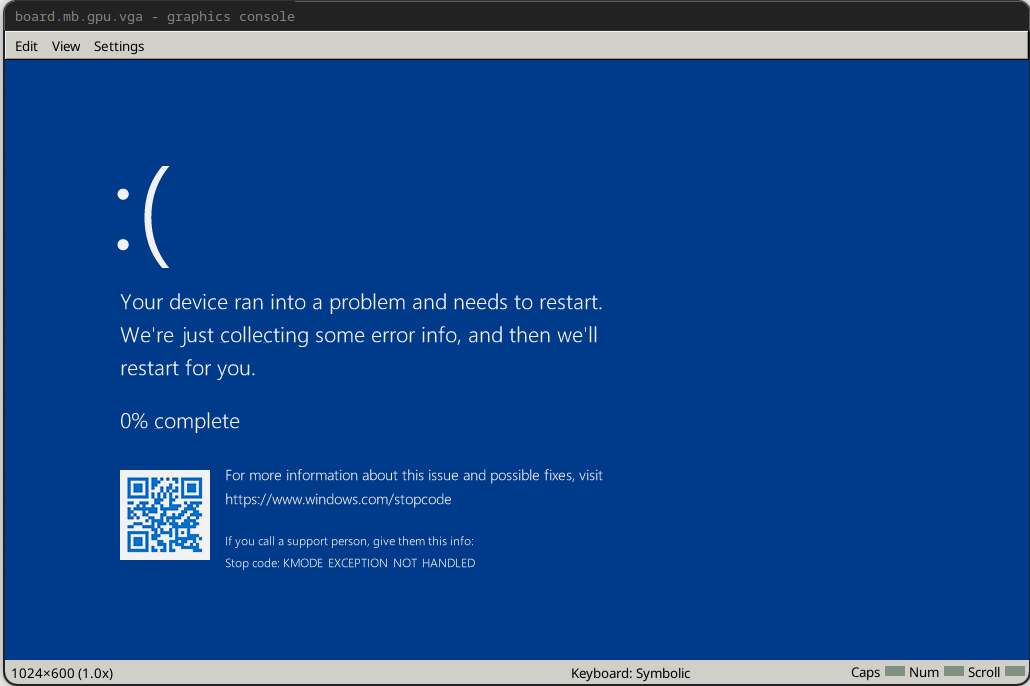 board.mb.gpu.vga - graphics console
Edit View Settings
:(
Your device ran into a problem and needs to restart.
We're just collecting some error info, and then we'll
restart for you.
0% complete
For more information about this issue and possible fixes, visit
https://www.windows.com/stopcode
If you call a support person, give them this info:
Stop code: KMODE EXCEPTION NOT HANDLED
1024×600 (1.0x) Keyboard: Symbolic Caps Num Scroll